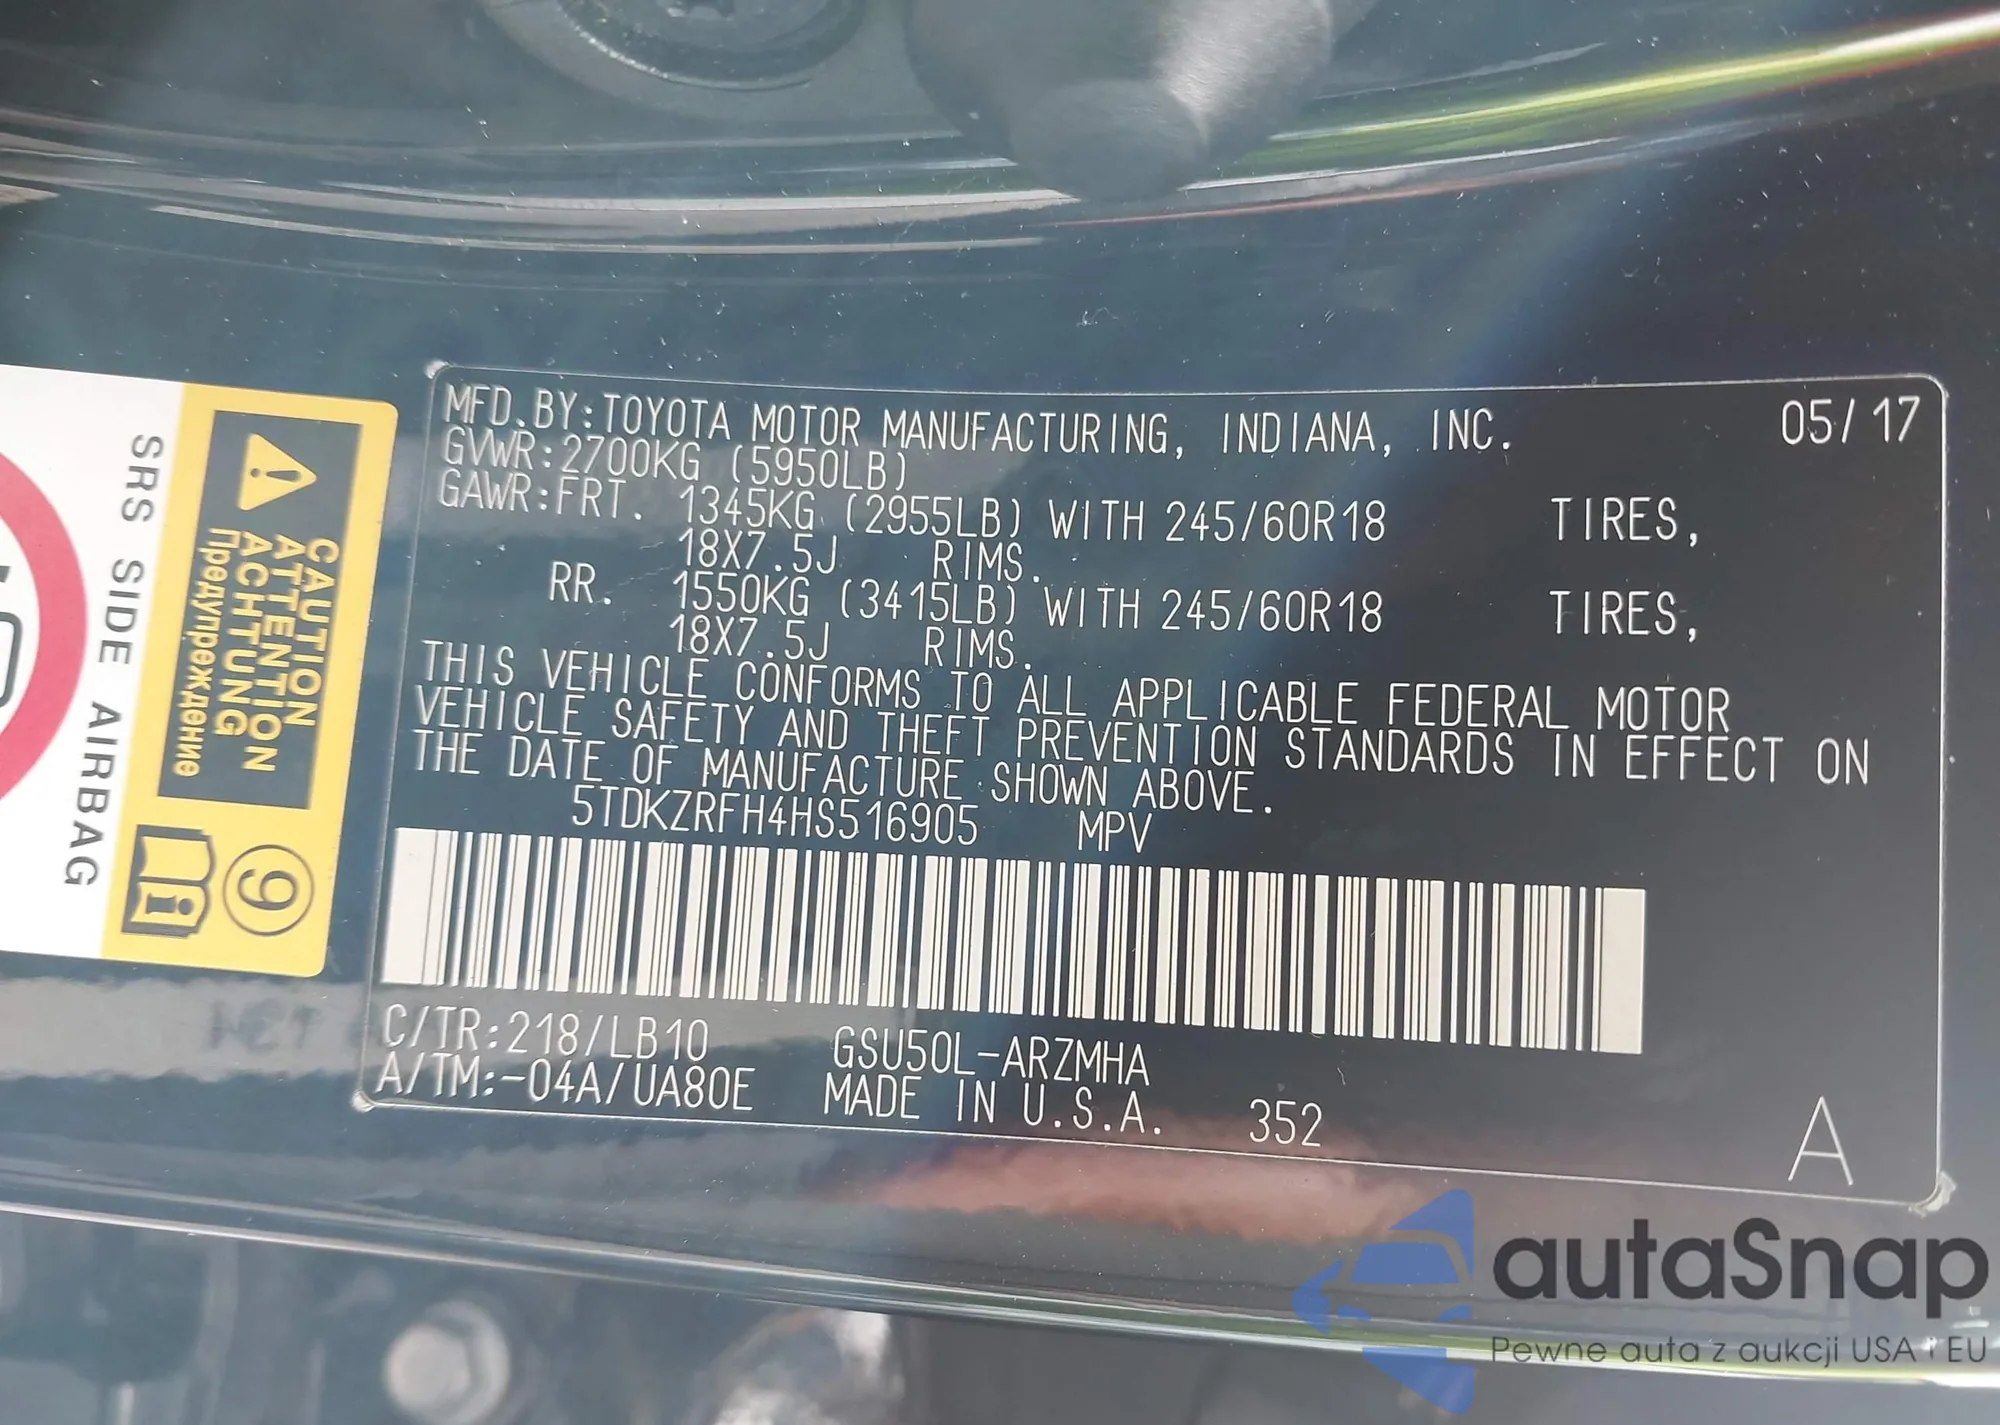 MFD.BY:TOYOTA MOTOR MANUFACTURING, INDIANA, INC. 05/17
GVWR:2700KG (5950LB)
GAWR:FRT. 1345KG (2955LB) WITH 245/60R18 TIRES,
18X7.5J RIMS.
RR. 1550KG (3415LB) WITH 245/60R18 TIRES,
18X7.5J RIMS.
THIS VEHICLE CONFORMS TO ALL APPLICABLE FEDERAL MOTOR
VEHICLE SAFETY AND THEFT PREVENTION STANDARDS IN EFFECT ON
THE DATE OF MANUFACTURE SHOWN ABOVE.
5TDKZRFH4HS516905 MPV
C/TR:218/LB10 GSU50L-ARZMHA
A/TM:-04A/UA80E MADE IN U.S.A. 352
A
CAUTION
ATTENTION
ACHTUNG
Предупреждение
9
i
SRS SIDE AIRBAG
autaSnap
Pewne auta z aukcji USA i EU